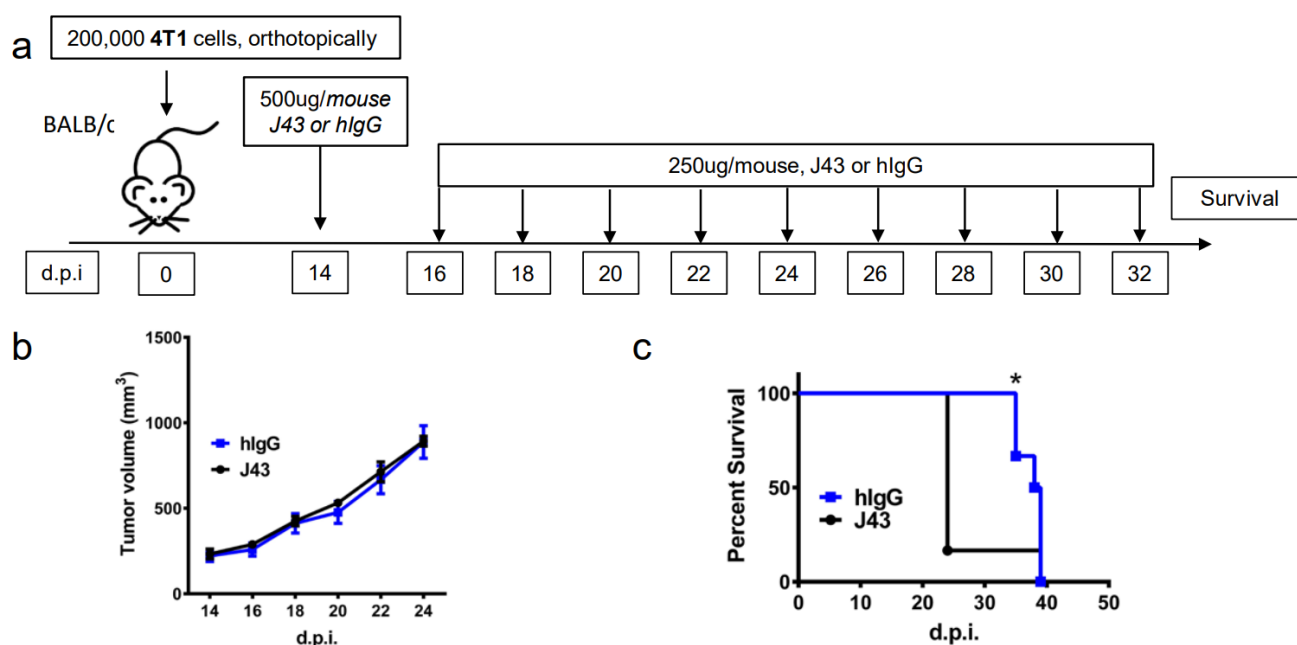 a
200,000 4T1 cells, orthotopically
BALB/c
500ug/mouse
J43 or hIgG
250ug/mouse, J43 or hIgG
Survival
d.p.i
0
14
16
18
20
22
24
26
28
30
32
b
Tumor volume (mm³)
1500
1000
500
0
hIgG
J43
14
16
18
20
22
24
d.p.i.
c
Percent Survival
100
50
0
*
hIgG
J43
0
10
20
30
40
50
d.p.i.